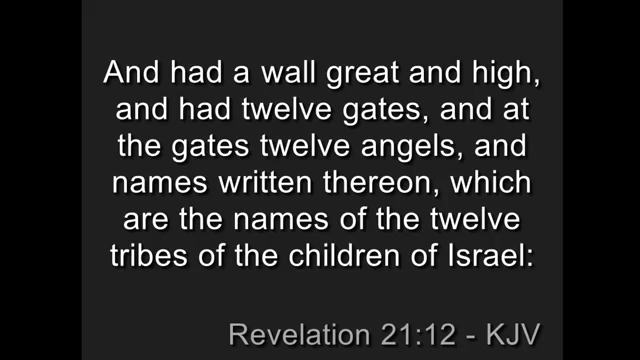 And had a wall great and high,
and had twelve gates, and at
the gates twelve angels, and
names written thereon, which
are the names of the twelve
tribes of the children of Israel:
Revelation 21:12 - KJV